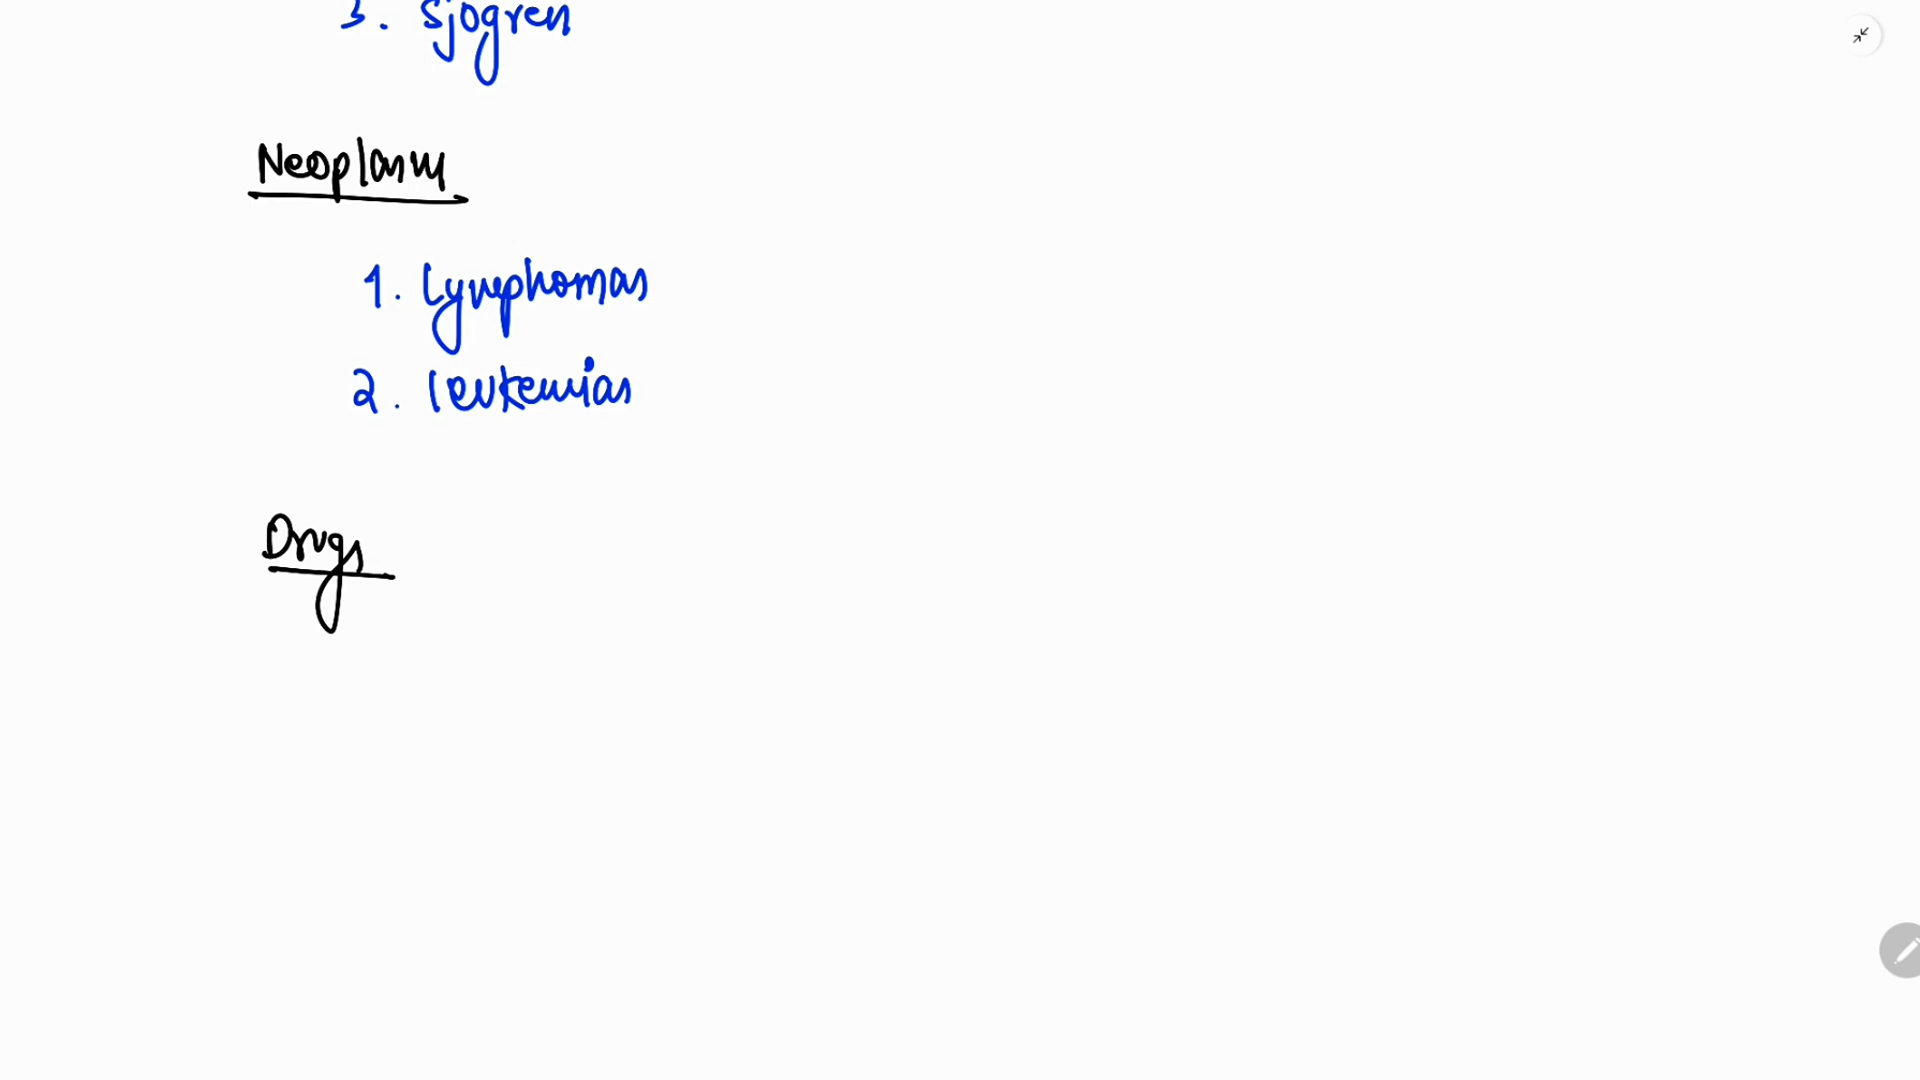 3. Sjogren
Neoplasm
1. Lymphomas
2. leukemias
Drugs